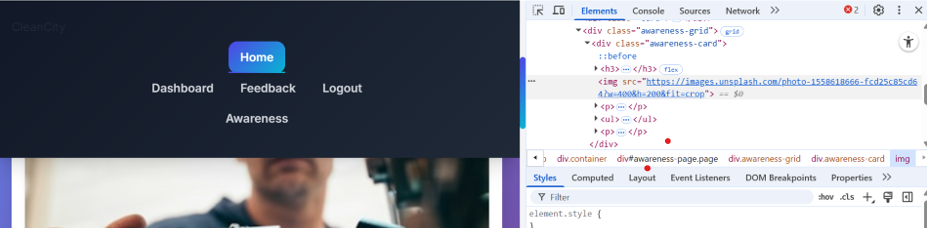 CleanCity
Home
Dashboard Feedback Logout
Awareness
Elements Console Sources Network 2
<div class="awareness-grid"> grid
<div class="awareness-card">
::before
<h3> … </h3> flex
… <img src="https://images.unsplash.com/photo-1558618666-fcd25c85cd6
4?w=400&h=200&fit=crop"> == $0
<p> … </p>
<ul> … </ul>
<p> … </p>
</div>
div.container div#awareness-page.page div.awareness-grid div.awareness-card img
Styles Computed Layout Event Listeners DOM Breakpoints Properties
Filter :hov .cls
element.style {
}